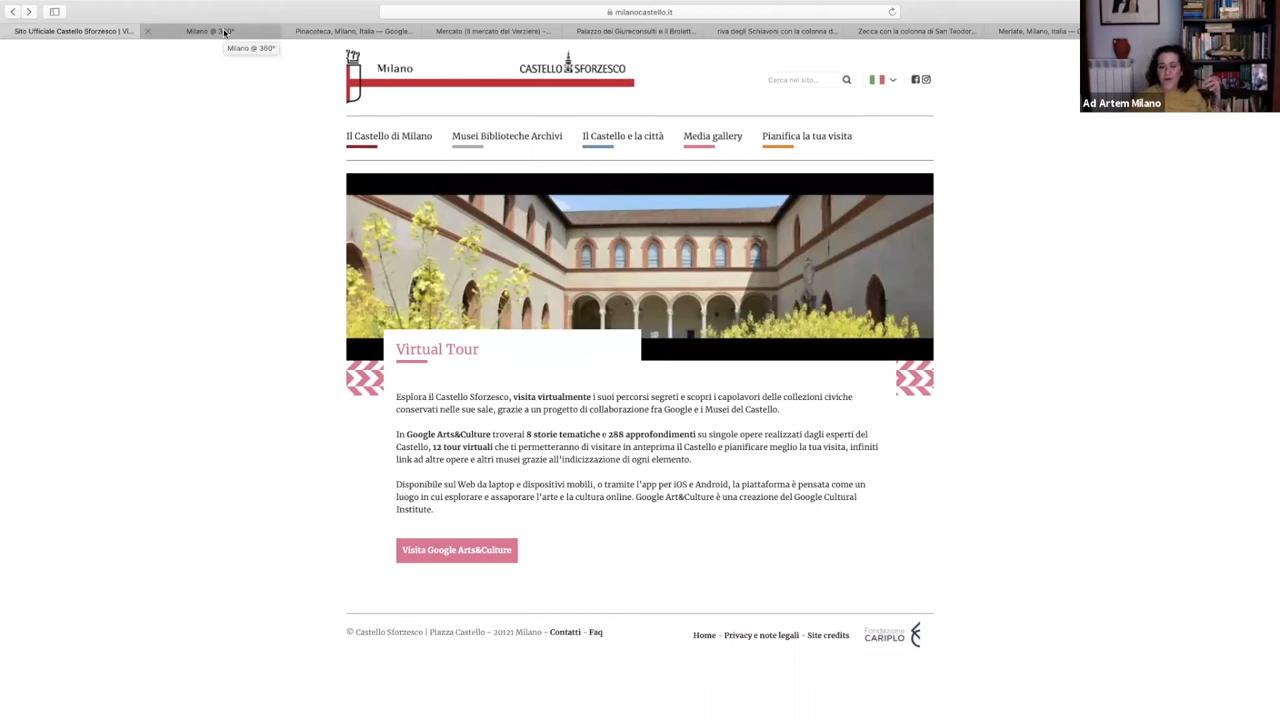 milanocastello.it
Sito Ufficiale Castello Sforzesco | Vi...
Milano @ 360°
Pinacoteca, Milano, Italia — Google...
Mercato (Il mercato del Verziere) -...
Palazzo dei Giureconsulti e il Brolett...
riva degli Schiavoni con la colonna d...
Zecca con la colonna di San Teodor...
Merlate, Milano, Italia — G
Milano @ 360°
Ad Artem Milano
Milano
CASTELLO SFORZESCO
Cerca nel sito...
Il Castello di Milano
Musei Biblioteche Archivi
Il Castello e la città
Media gallery
Pianifica la tua visita
Virtual Tour
Esplora il Castello Sforzesco, visita virtualmente i suoi percorsi segreti e scopri i capolavori delle collezioni civiche
conservati nelle sue sale, grazie a un progetto di collaborazione fra Google e i Musei del Castello.
In Google Arts&Culture troverai 8 storie tematiche e 288 approfondimenti su singole opere realizzati dagli esperti del
Castello, 12 tour virtuali che ti permetteranno di visitare in anteprima il Castello e pianificare meglio la tua visita, infiniti
link ad altre opere e altri musei grazie all'indicizzazione di ogni elemento.
Disponibile sul Web da laptop e dispositivi mobili, o tramite l'app per iOS e Android, la piattaforma è pensata come un
luogo in cui esplorare e assaporare l'arte e la cultura online. Google Art&Culture è una creazione del Google Cultural
Institute.
Visita Google Arts&Culture
© Castello Sforzesco | Piazza Castello - 20121 Milano - Contatti - Faq
Home - Privacy e note legali - Site credits
Fondazione
CARIPLO